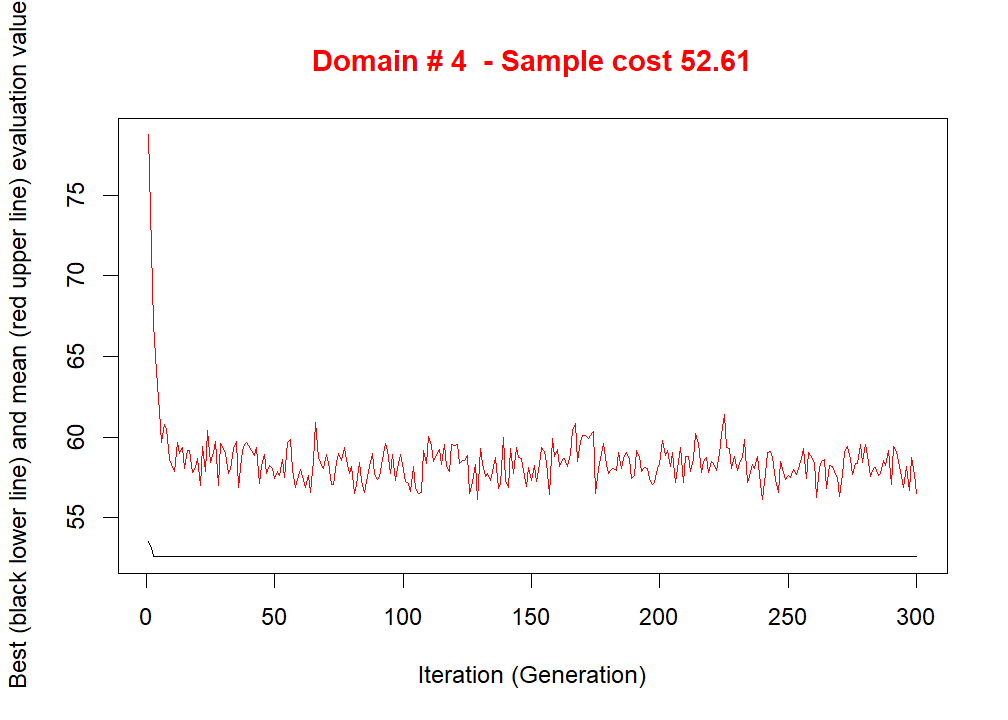 Domain # 4  - Sample cost 52.61
Best (black lower line) and mean (red upper line) evaluation value
75
70
65
60
55
0 50 100 150 200 250 300
Iteration (Generation)